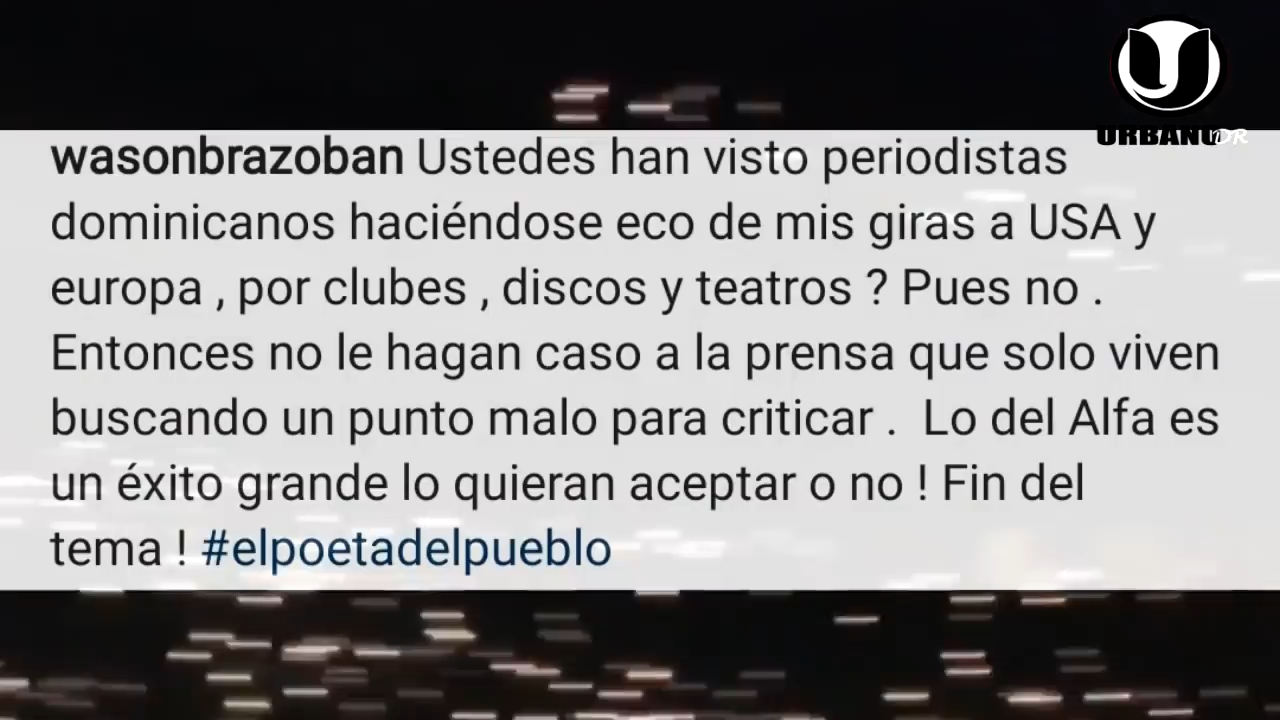 URBANO DR
wasonbrazoban Ustedes han visto periodistas
dominicanos haciéndose eco de mis giras a USA y
europa , por clubes , discos y teatros ? Pues no .
Entonces no le hagan caso a la prensa que solo viven
buscando un punto malo para criticar .  Lo del Alfa es
un éxito grande lo quieran aceptar o no ! Fin del
tema ! #elpoetadelpueblo